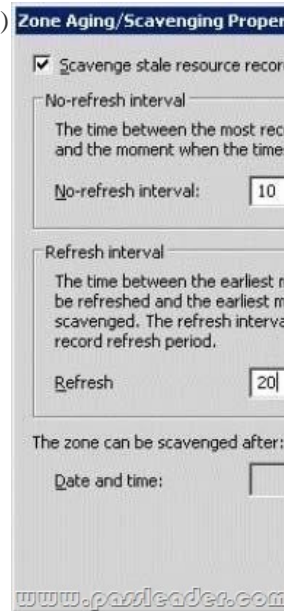 )
Zone Aging/Scavenging Proper
Scavenge stale resource recor
No-refresh interval
The time between the most rec
and the moment when the time
No-refresh interval:
10
Refresh interval
The time between the earliest m
be refreshed and the earliest m
scavenged. The refresh interva
record refresh period.
Refresh
20
The zone can be scavenged after:
Date and time:
www.passleader.com